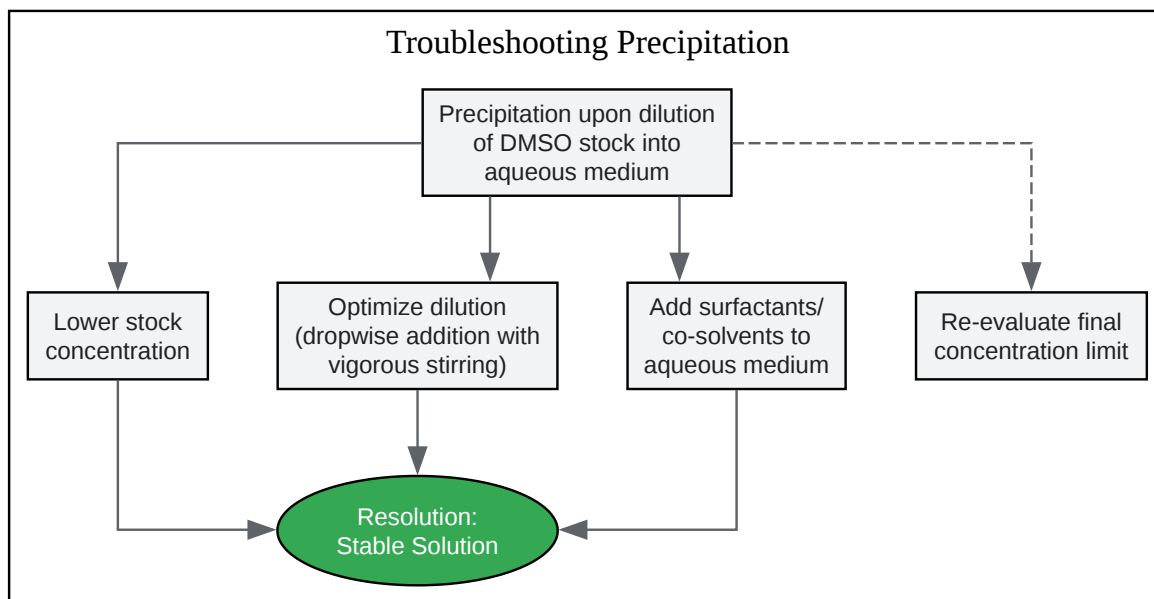 Troubleshooting Precipitation
Precipitation upon dilution
of DMSO stock into
aqueous medium
Lower stock
concentration
Optimize dilution
(dropwise addition with
vigorous stirring)
Add surfactants/
co-solvents to
aqueous medium
Re-evaluate final
concentration limit
Resolution:
Stable Solution